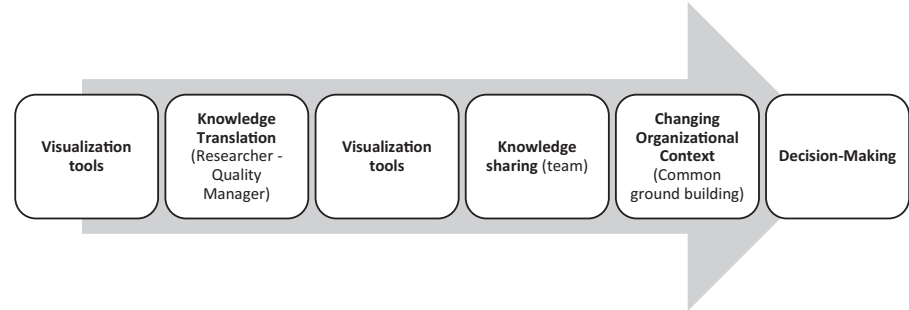 Visualization
tools
Knowledge
Translation
(Researcher -
Quality
Manager)
Visualization
tools
Knowledge
sharing (team)
Changing
Organizational
Context
(Common
ground building)
Decision-Making